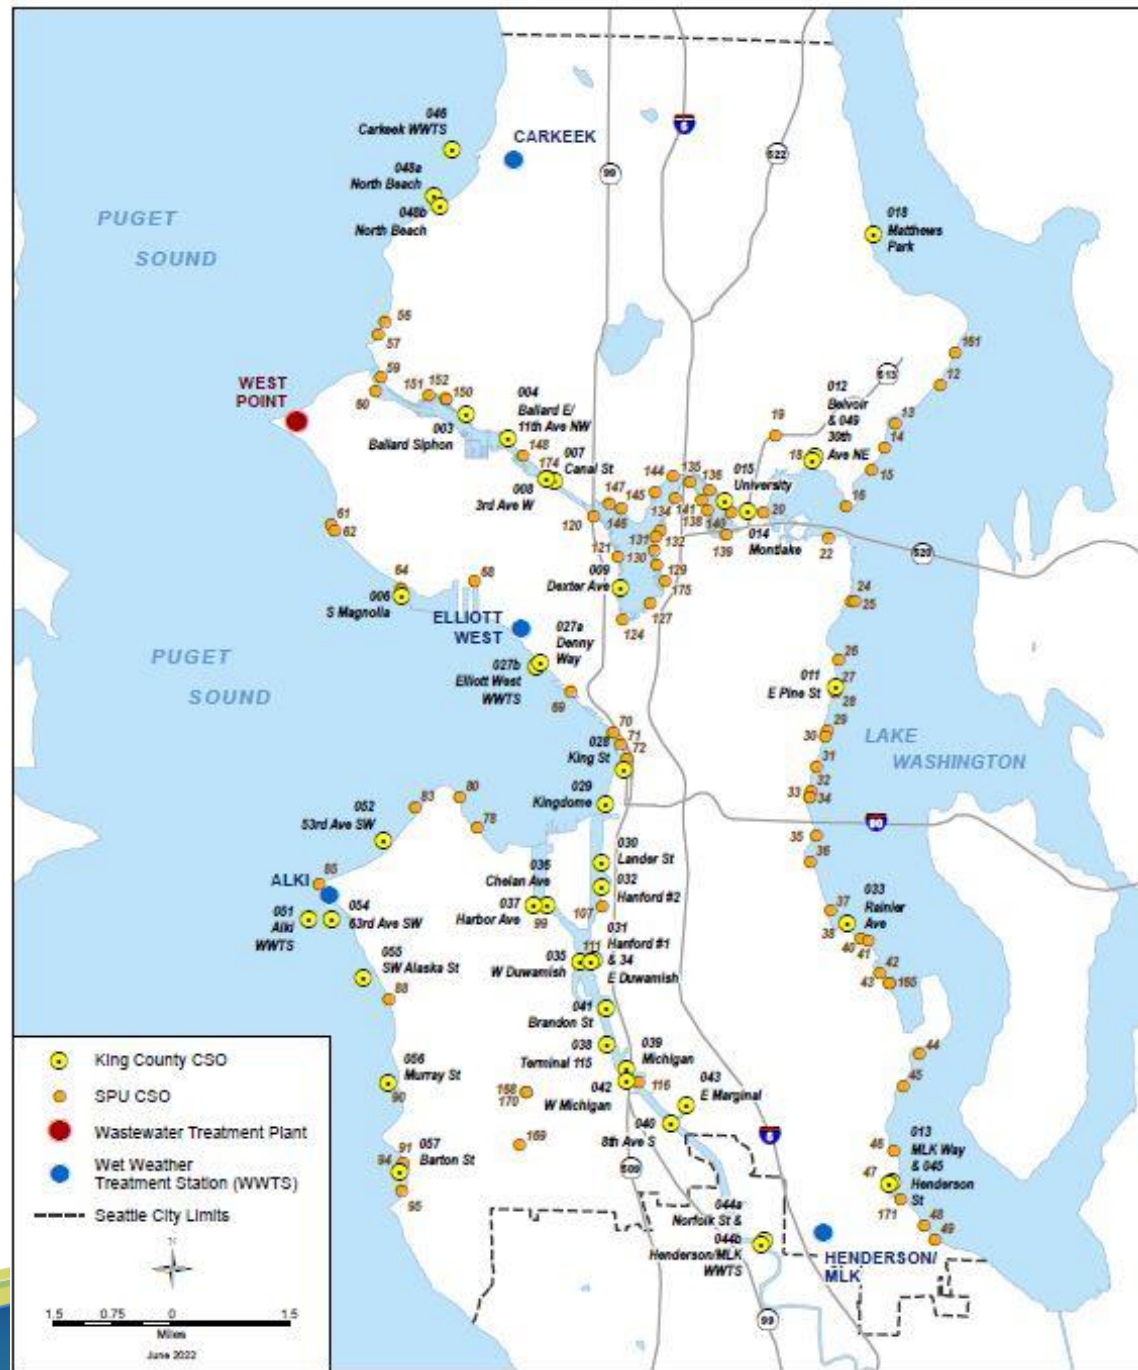 046
Carkeek WWTS
CARKEEK
048a
North Beach
048b
North Beach
99
5
522
018
Matthews
Park
PUGET
SOUND
56
57
59
60
WEST
POINT
151
152
150
003
Ballard Siphon
004
Ballard E/
11th Ave NW
148
174
007
Canal St
008
3rd Ave W
161
12
513
012
Belvoir
& 049
30th
Ave NE
13
14
15
16
19
18
144
135
136
015
University
147
145
146
134
141
138
140
20
120
131
132
139
014
Montlake
22
520
121
130
129
175
009
Dexter Ave
127
124
61
62
64
68
006
S Magnolia
ELLIOTT
WEST
027a
Denny
Way
027b
Elliott West
WWTS
69
24
25
26
27
011
E Pine St
28
29
30
31
32
33
34
35
36
PUGET
SOUND
LAKE
WASHINGTON
70
71
72
028
King St
029
Kingdome
90
80
83
78
052
53rd Ave SW
030
Lander St
032
Hanford #2
036
Chelan Ave
037
Harbor Ave
99
107
85
ALKI
051
Alki
WWTS
054
63rd Ave SW
37
033
Rainier
Ave
38
40
41
42
43
165
031
Hanford #1
& 34
E Duwamish
111
035
W Duwamish
055
SW Alaska St
88
041
Brandon St
038
Terminal 115
039
Michigan
042
W Michigan
116
043
E Marginal
040
8th Ave S
44
45
056
Murray St
90
168
170
169
5
509
91
057
Barton St
94
95
46
013
MLK Way
& 045
Henderson
St
47
171
48
49
044a
Norfolk St &
044b
Henderson/MLK
WWTS
HENDERSON/
MLK
99
King County CSO
SPU CSO
Wastewater Treatment Plant
Wet Weather
Treatment Station (WWTS)
Seattle City Limits
N
1.5 0.75 0 1.5
Miles
June 2022